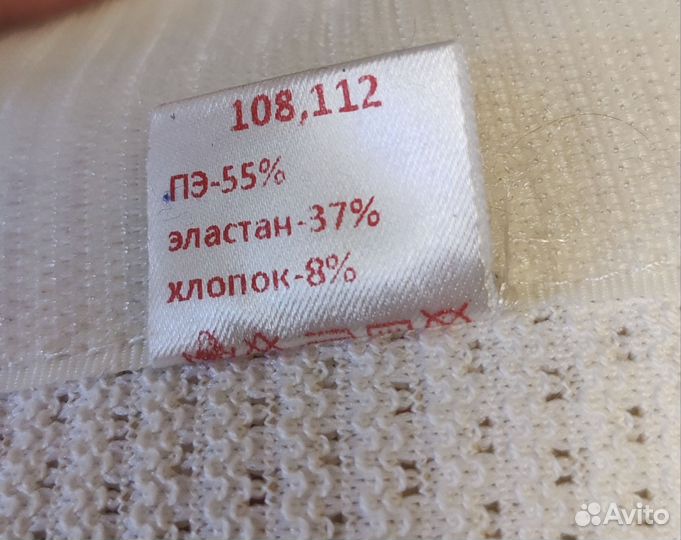 108,112
ПЭ-55%
эластан-37%
хлопок-8%
Avito